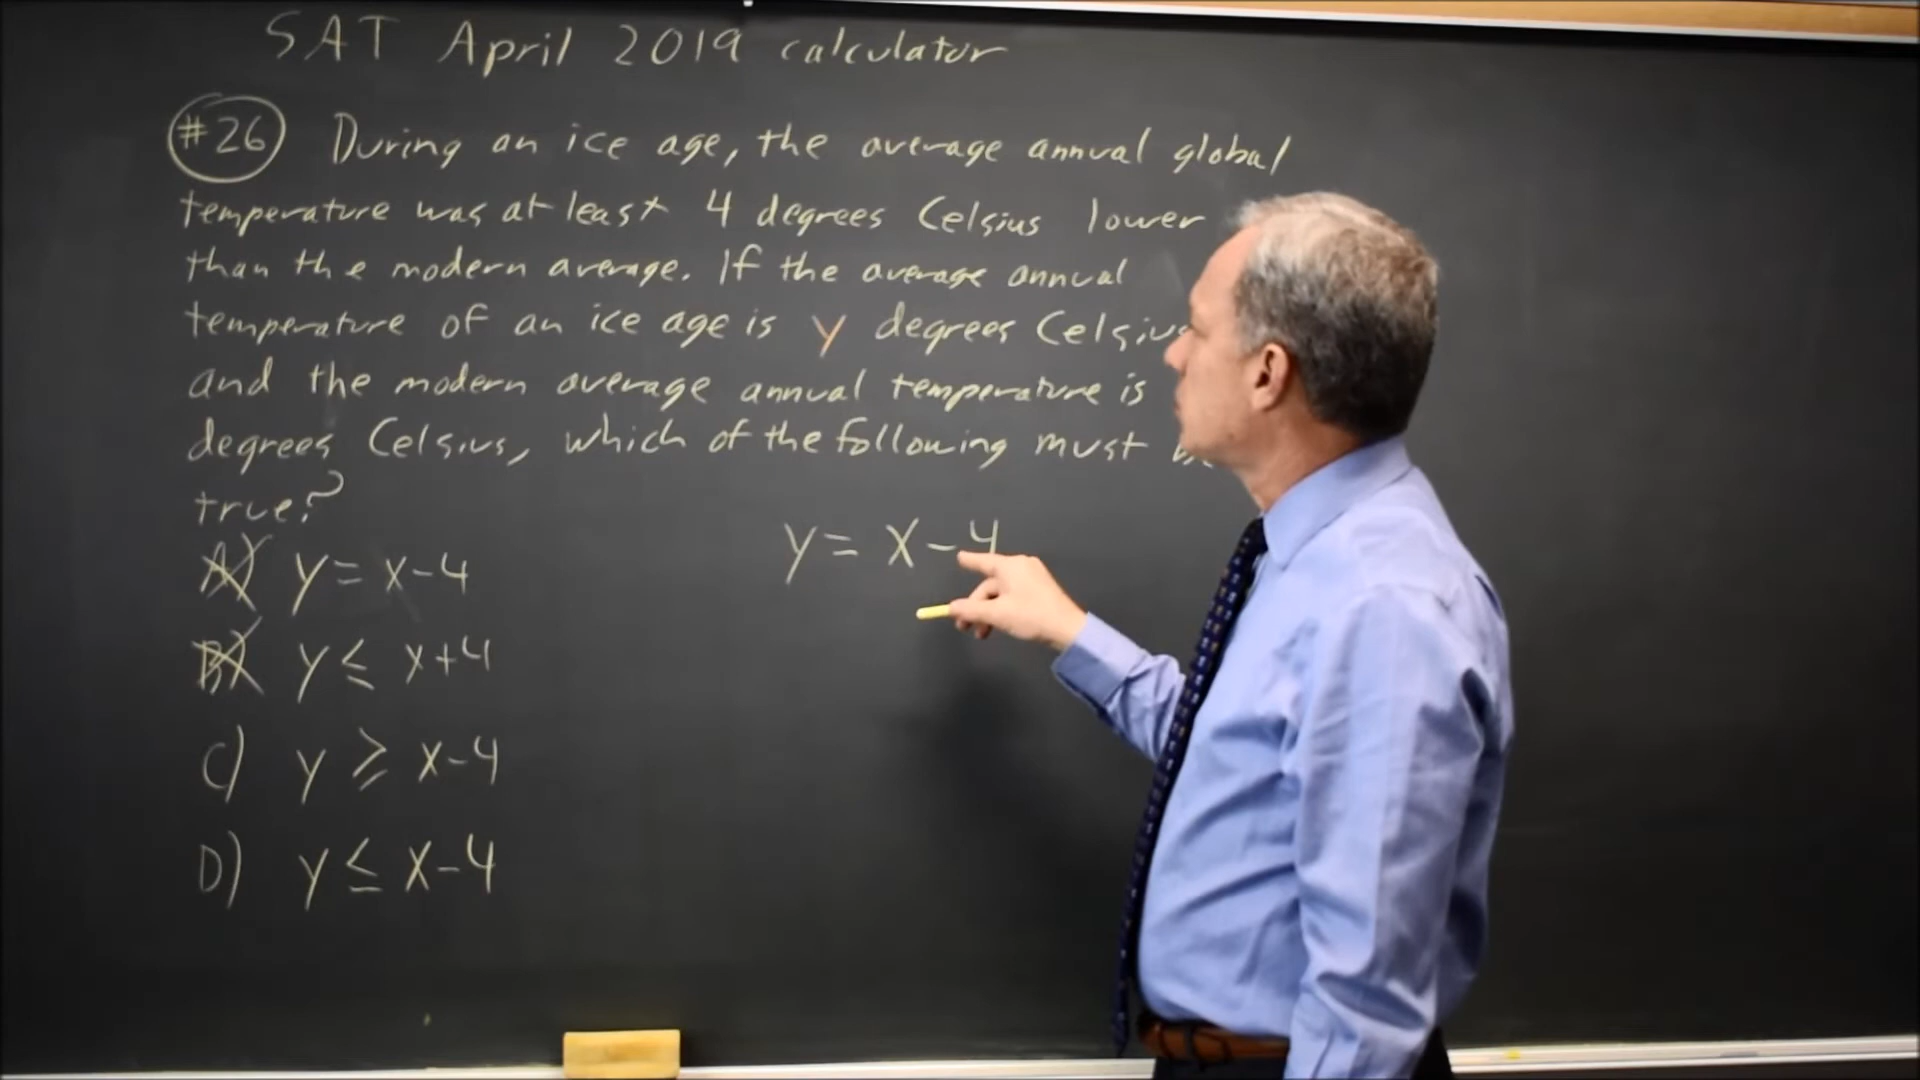 SAT April 2019 calculator
#26 During an ice age, the average annual global
temperature was at least 4 degrees Celsius lower
than the modern average. If the average annual
temperature of an ice age is y degrees Celsius
and the modern average annual temperature is
degrees Celsius, which of the following must
true?
y = x-4
A) y = x-4
B) y ≤ x+4
C) y ≥ x-4
D) y ≤ x-4